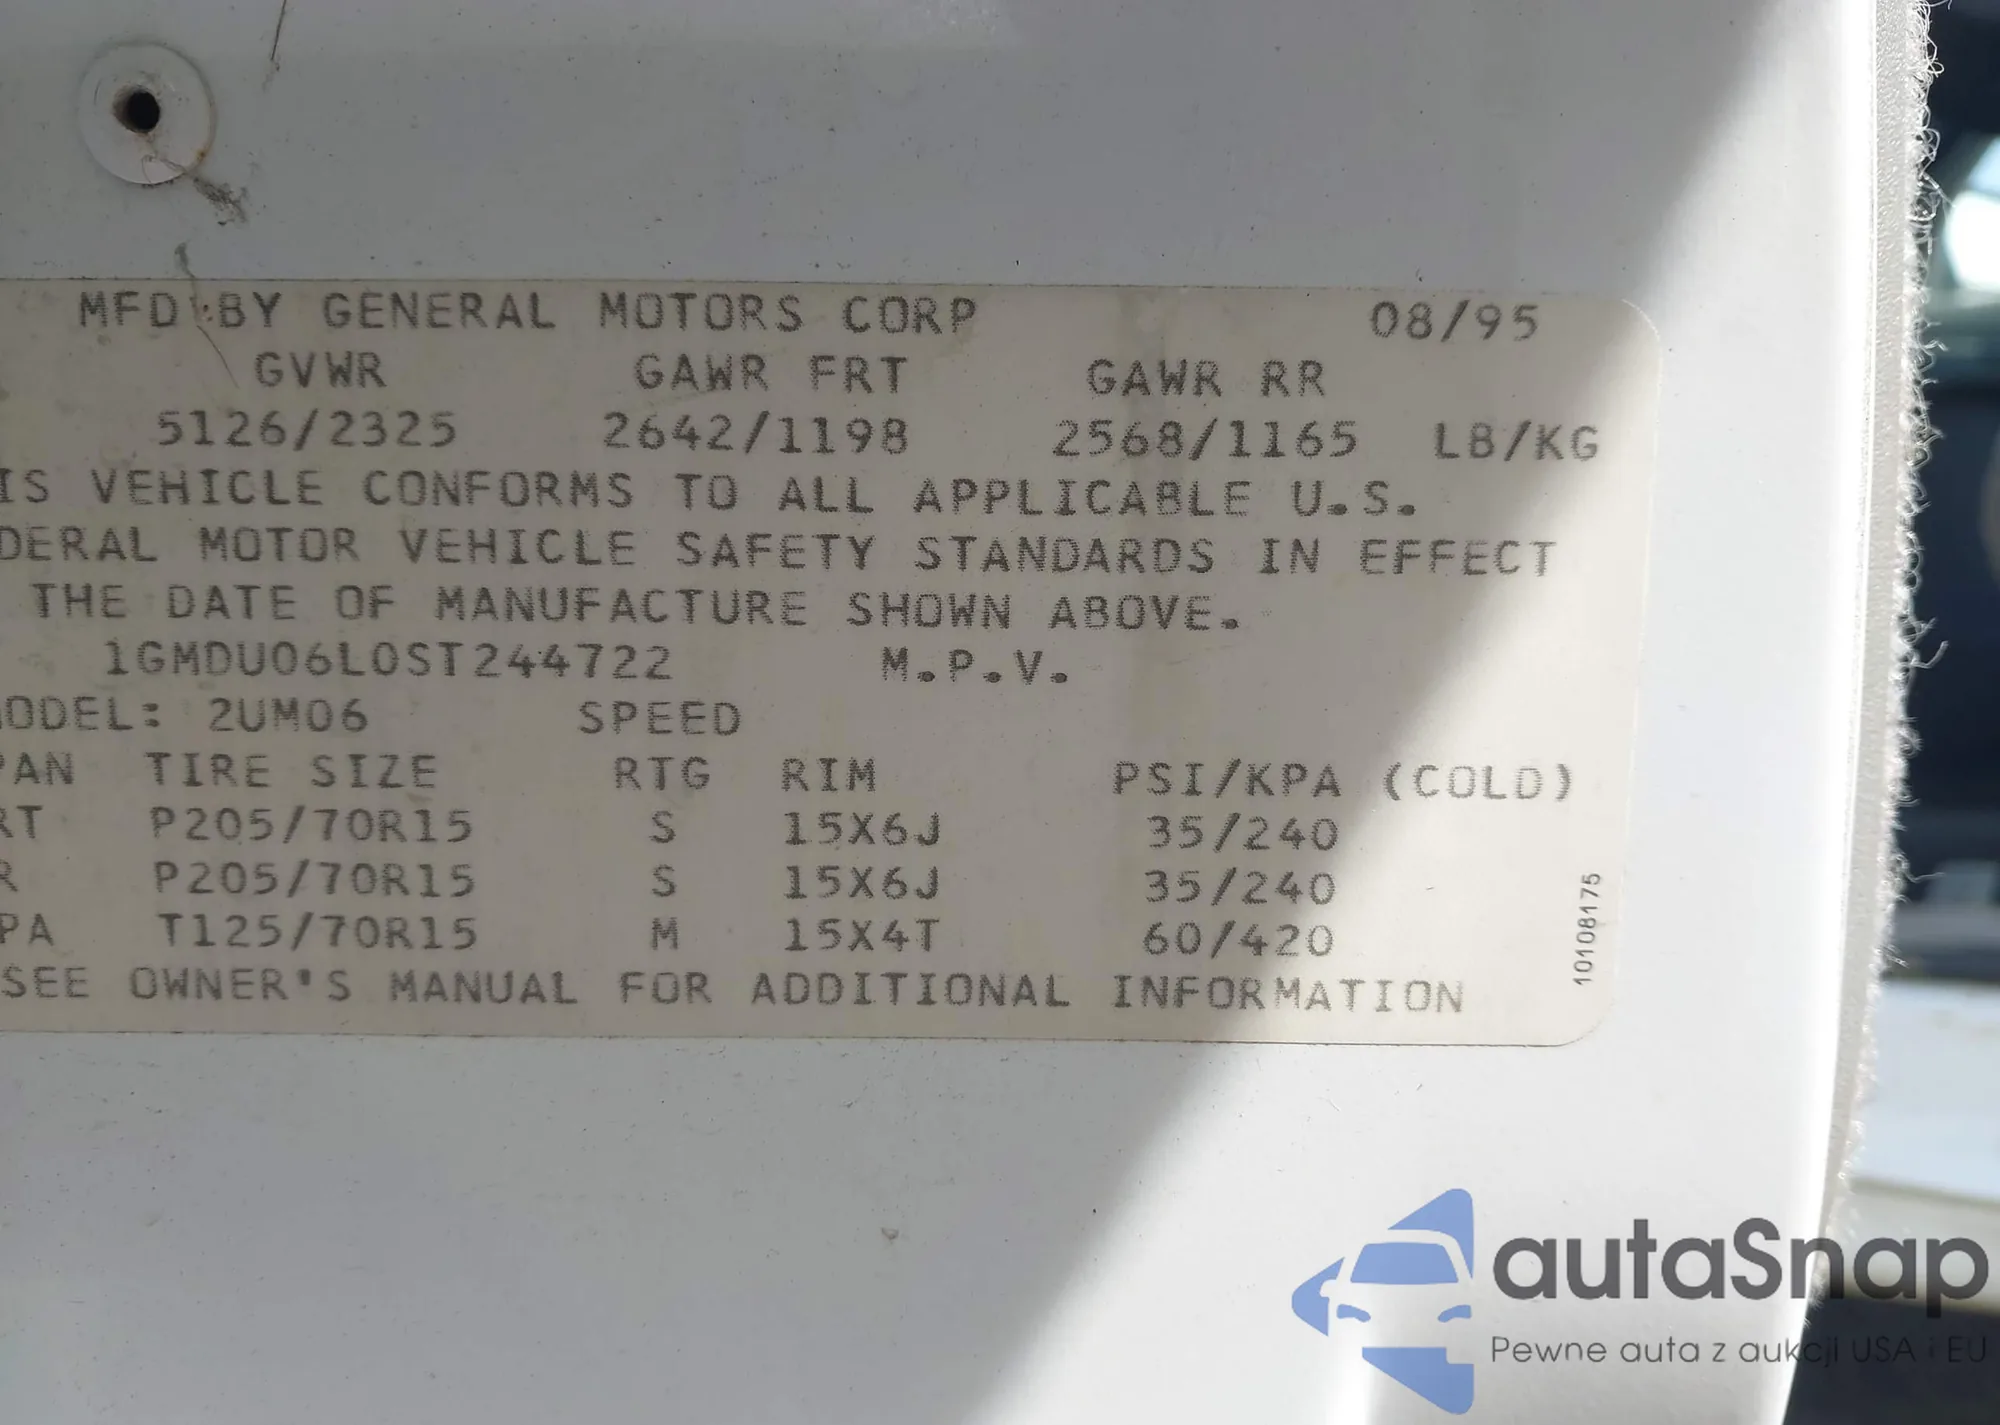 MFD BY GENERAL MOTORS CORP 08/95
GVWR GAWR FRT GAWR RR
5126/2325 2642/1198 2568/1165 LB/KG
IS VEHICLE CONFORMS TO ALL APPLICABLE U.S.
DERAL MOTOR VEHICLE SAFETY STANDARDS IN EFFECT
THE DATE OF MANUFACTURE SHOWN ABOVE.
1GMDU06L0ST244722 M.P.V.
ODEL: 2UM06 SPEED
PAN TIRE SIZE RTG RIM PSI/KPA (COLD)
RT P205/70R15 S 15X6J 35/240
R P205/70R15 S 15X6J 35/240
PA T125/70R15 M 15X4T 60/420
SEE OWNER'S MANUAL FOR ADDITIONAL INFORMATION
10108175
autaSnap
Pewne auta z aukcji USA i EU